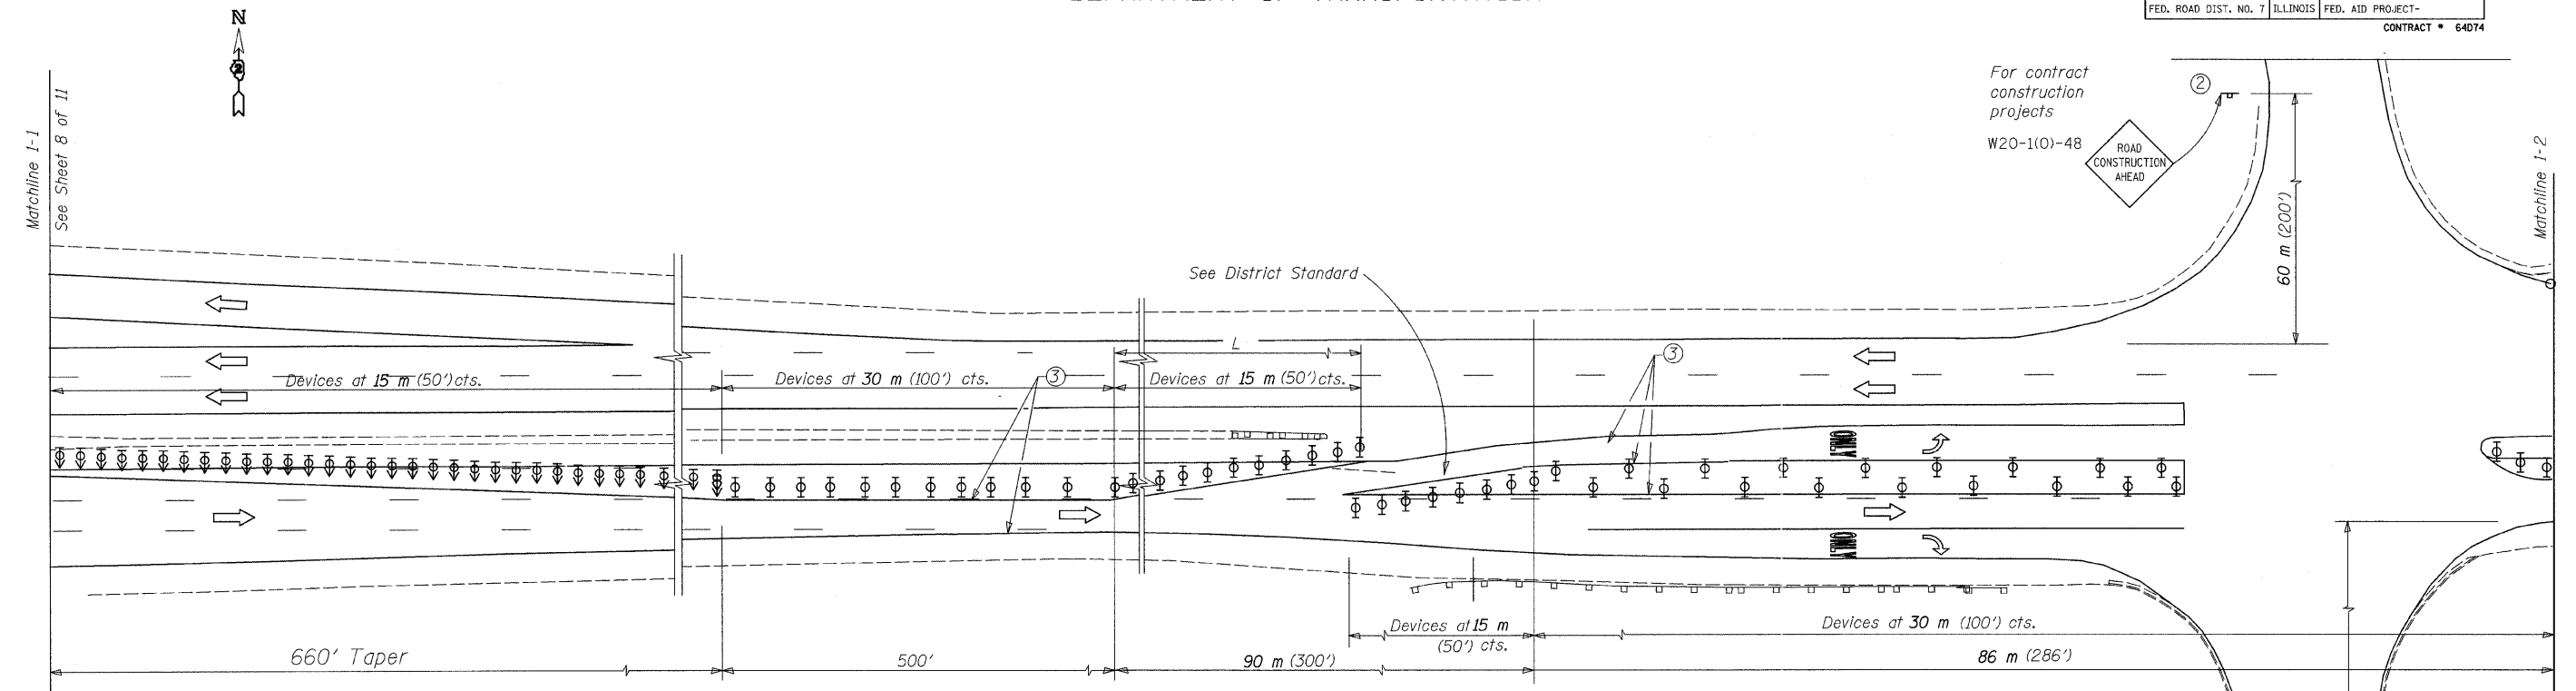 N
2
FED. ROAD DIST. NO. 7 ILLINOIS FED. AID PROJECT-
CONTRACT * 64D74
Matchline 1-1
See Sheet 8 of 11
For contract
construction
projects
W20-1(O)-48
2
ROAD
CONSTRUCTION
AHEAD
60 m (200')
Matchline 1-2
See District Standard
L
3
Devices at 15 m (50')cts.
Devices at 30 m (100') cts.
3
Devices at 15 m (50')cts.
ONLY
ONLY
Devices at 15 m
(50') cts.
Devices at 30 m (100') cts.
660' Taper
500'
90 m (300')
86 m (286')